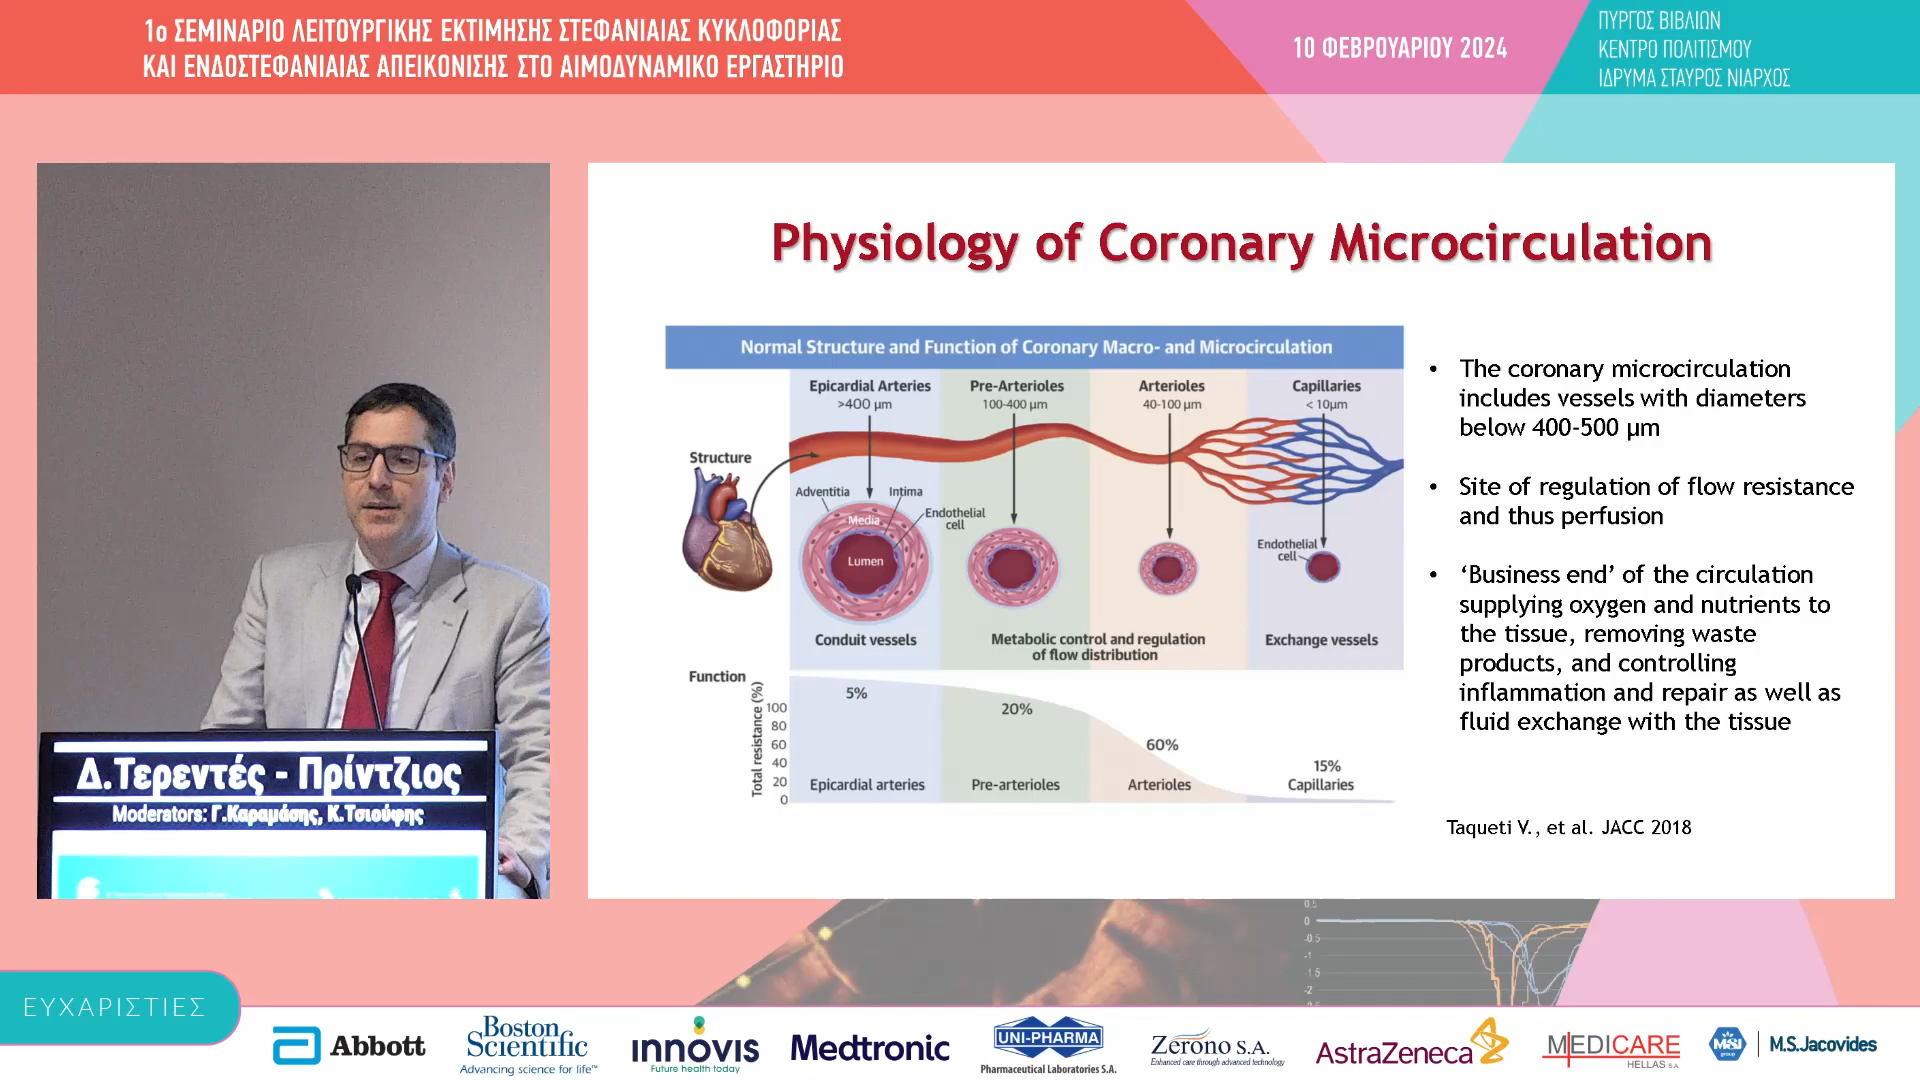 1ο ΣΕΜΙΝΑΡΙΟ ΛΕΙΤΟΥΡΓΙΚΗΣ ΕΚΤΙΜΗΣΗΣ ΣΤΕΦΑΝΙΑΙΑΣ ΚΥΚΛΟΦΟΡΙΑΣ
ΚΑΙ ΕΝΔΟΣΤΕΦΑΝΙΑΙΑΣ ΑΠΕΙΚΟΝΙΣΗΣ ΣΤΟ ΑΙΜΟΔΥΝΑΜΙΚΟ ΕΡΓΑΣΤΗΡΙΟ
10 ΦΕΒΡΟΥΑΡΙΟΥ 2024
ΠΥΡΓΟΣ ΒΙΒΛΙΩΝ
ΚΕΝΤΡΟ ΠΟΛΙΤΙΣΜΟΥ
ΙΔΡΥΜΑ ΣΤΑΥΡΟΣ ΝΙΑΡΧΟΣ
Physiology of Coronary Microcirculation
Normal Structure and Function of Coronary Macro- and Microcirculation
Epicardial Arteries
>400 µm
Pre-Arterioles
100-400 µm
Arterioles
40-100 µm
Capillaries
< 10µm
Structure
Adventitia
Intima
Media
Endothelial
cell
Lumen
Endothelial
cell
Conduit vessels
Metabolic control and regulation
of flow distribution
Exchange vessels
Function
Total resistance (%)
100
80
60
40
20
0
5%
20%
60%
15%
Epicardial arteries
Pre-arterioles
Arterioles
Capillaries
• The coronary microcirculation
includes vessels with diameters
below 400-500 µm
• Site of regulation of flow resistance
and thus perfusion
• ‘Business end’ of the circulation
supplying oxygen and nutrients to
the tissue, removing waste
products, and controlling
inflammation and repair as well as
fluid exchange with the tissue
Taqueti V., et al. JACC 2018
Δ.Τερεντές - Πρίντζιος
Moderators: Γ.Καραμάσης, Κ.Τσιούφης
0
-0.5
-1
-1.5
-2
ΕΥΧΑΡΙΣΤΙΕΣ
Abbott
Boston
Scientific
Advancing science for life™
innovis
Future health today
Medtronic
UNI-PHARMA
Pharmaceutical Laboratories S.A.
Zerono S.A.
Enhanced care through advanced technology
AstraZeneca
MEDICARE
HELLAS S.A.
MSJ
group
M.S.Jacovides